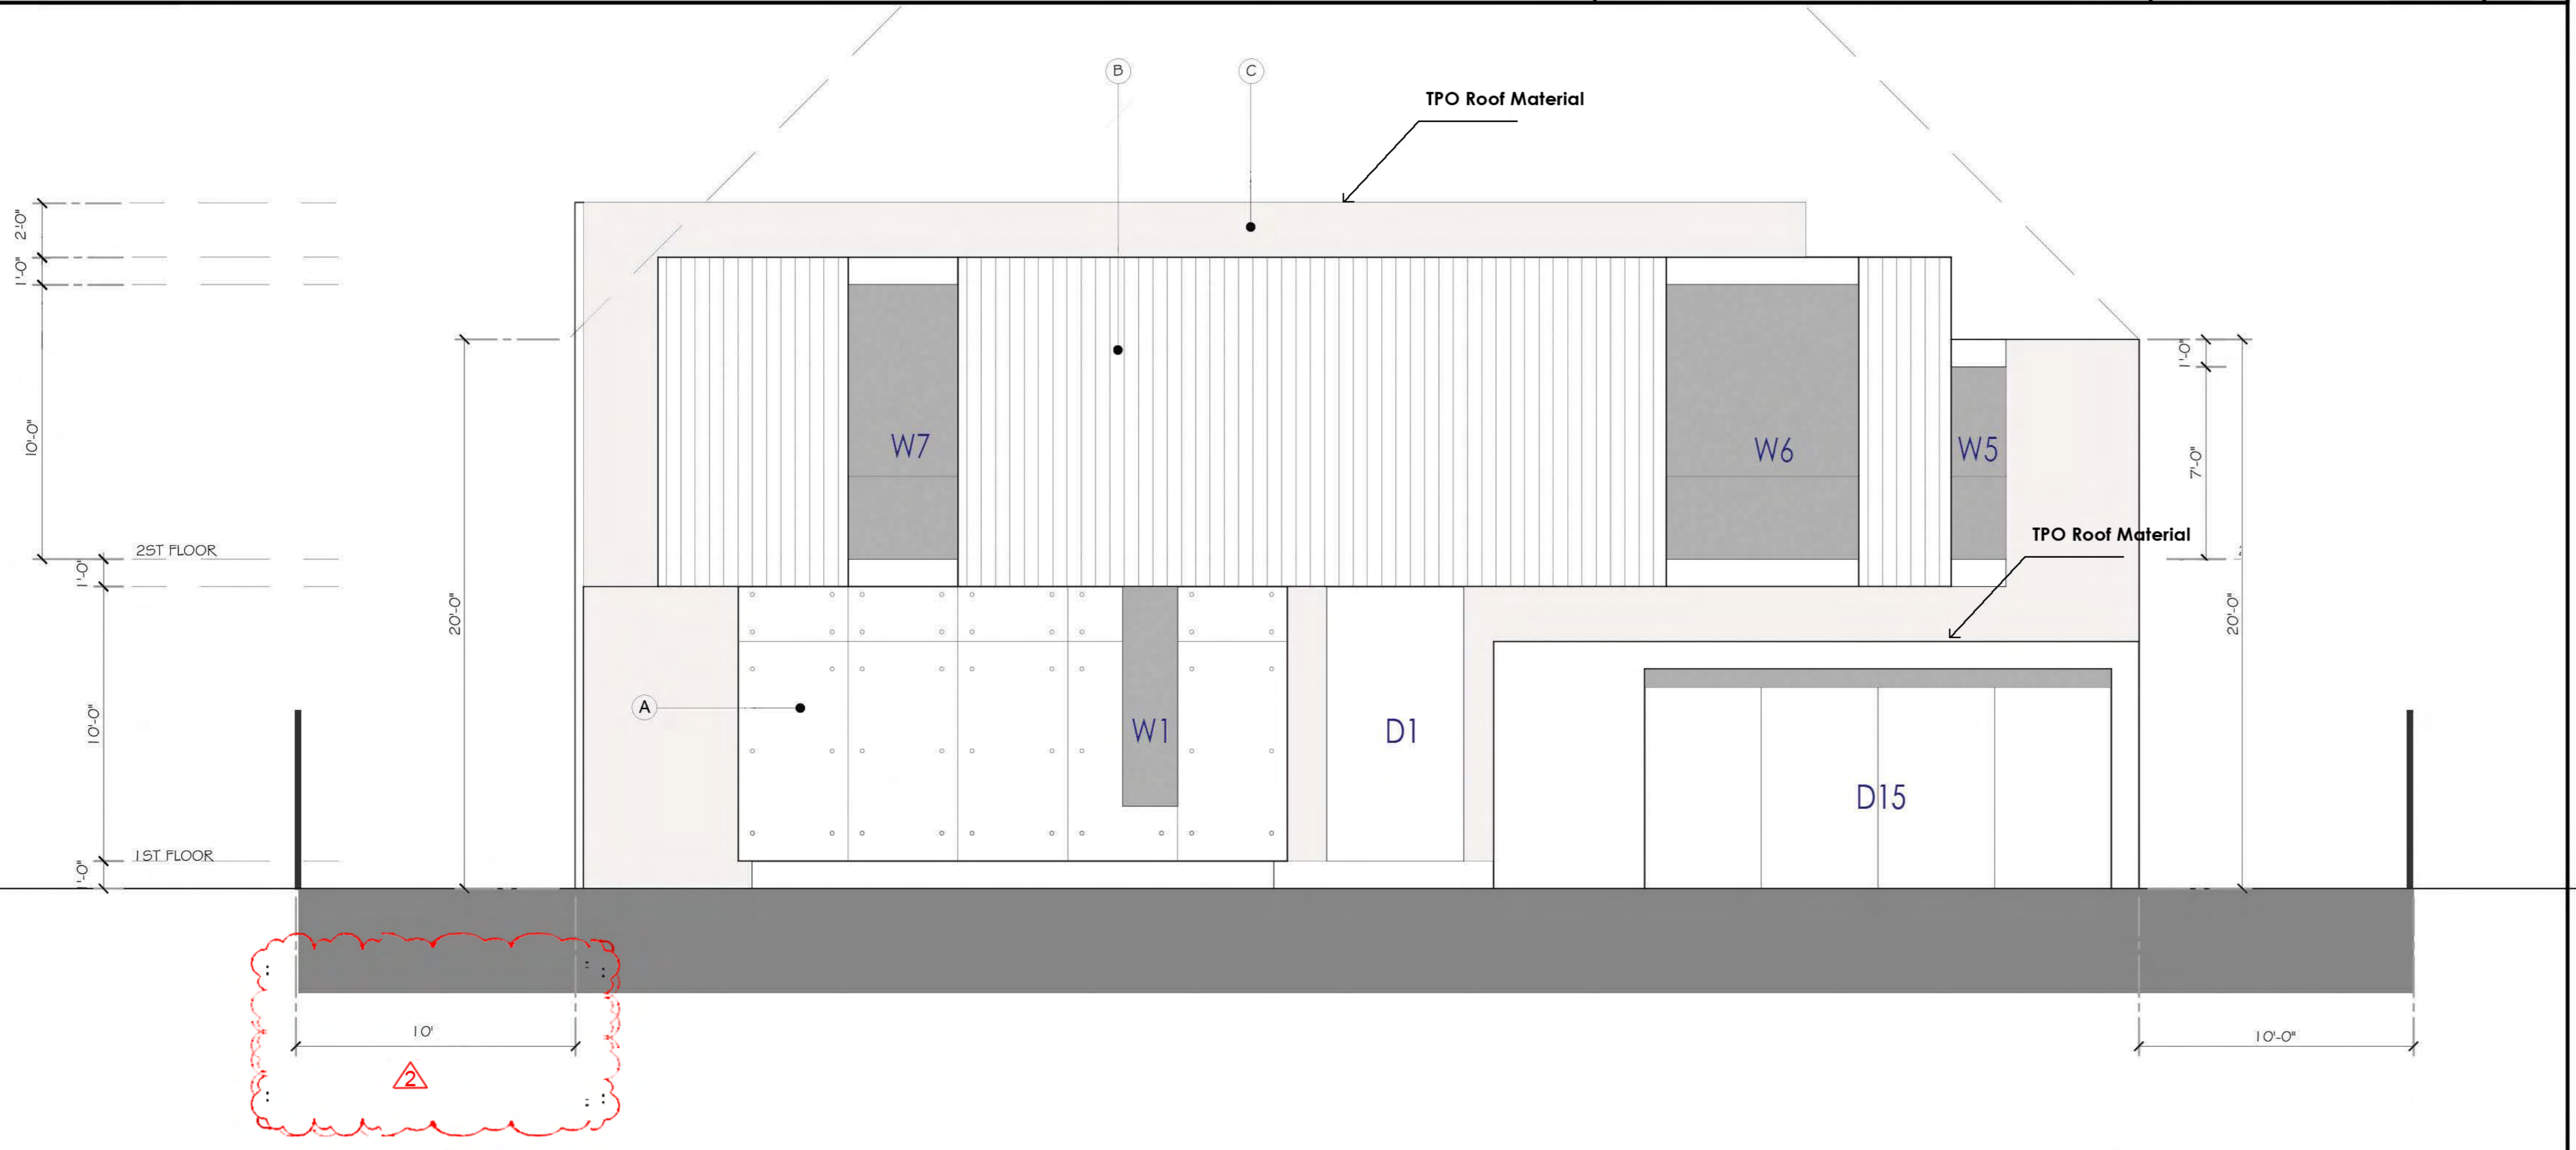 B
C
TPO Roof Material
2'-0"
1'-0"
10'-0"
2ST FLOOR
1'-0"
10'-0"
1ST FLOOR
1'-0"
20'-0"
W7
W6
W5
1'-0"
7'-0"
20'-0"
TPO Roof Material
A
W1
D1
D15
10'
2
10'-0"